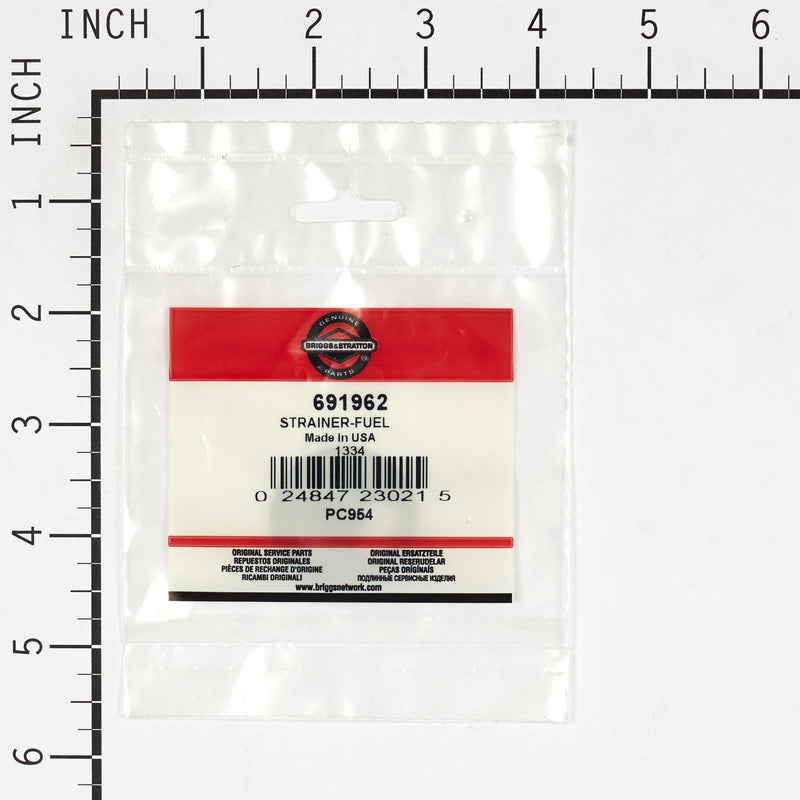 INCH 1 2 3 4 5 6
INCH
1
2
3
4
5
6
GENUINE
BRIGGS&STRATTON
®
PARTS
691962
STRAINER-FUEL
Made in USA
1334
0 24847 23021 5
PC954
ORIGINAL SERVICE PARTS
REPUESTOS ORIGINALES
PIÈCES DE RECHANGE D'ORIGINE
RICAMBI ORIGINALI
ORIGINAL ERSATZTEILE
ORIGINAL RESERUDELAR
PEÇAS ORIGINAIS
ПОДЛИННЫЕ СЕРВИСНЫЕ ИЗДЕЛИЯ
www.briggsnetwork.com